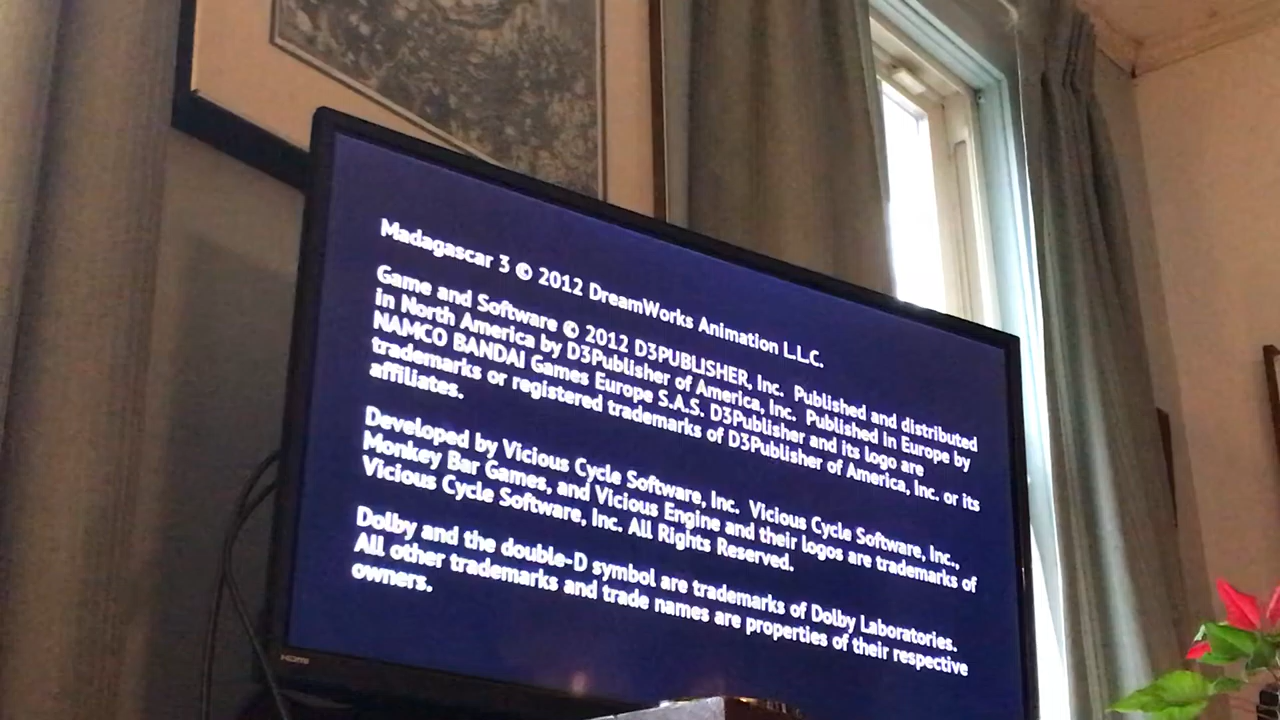 Madagascar 3 © 2012 DreamWorks Animation L.L.C.
Game and Software © 2012 D3PUBLISHER, Inc. Published and distributed
in North America by D3Publisher of America, Inc. Published in Europe by
NAMCO BANDAI Games Europe S.A.S. D3Publisher and its logo are
trademarks or registered trademarks of D3Publisher of America, Inc. or its
affiliates.
Developed by Vicious Cycle Software, Inc. Vicious Cycle Software, Inc.,
Monkey Bar Games, and Vicious Engine and their logos are trademarks of
Vicious Cycle Software, Inc. All Rights Reserved.
Dolby and the double-D symbol are trademarks of Dolby Laboratories.
All other trademarks and trade names are properties of their respective
owners.
HDMI